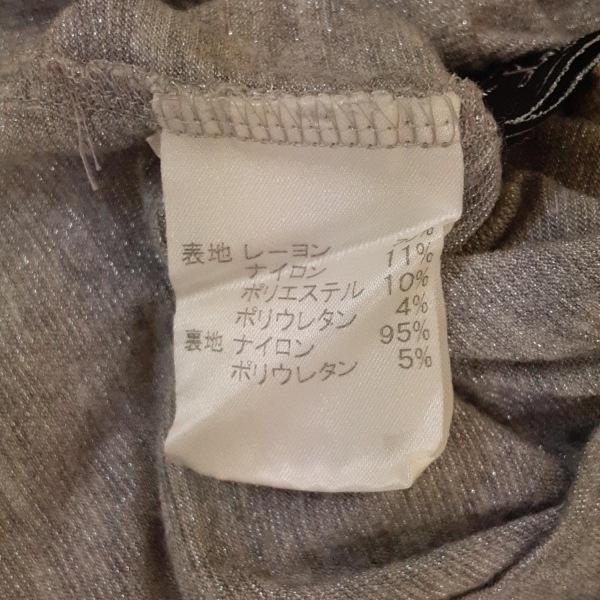 表地 レーヨン %
ナイロン 11%
ポリエステル 10%
ポリウレタン 4%
裏地 ナイロン 95%
ポリウレタン 5%